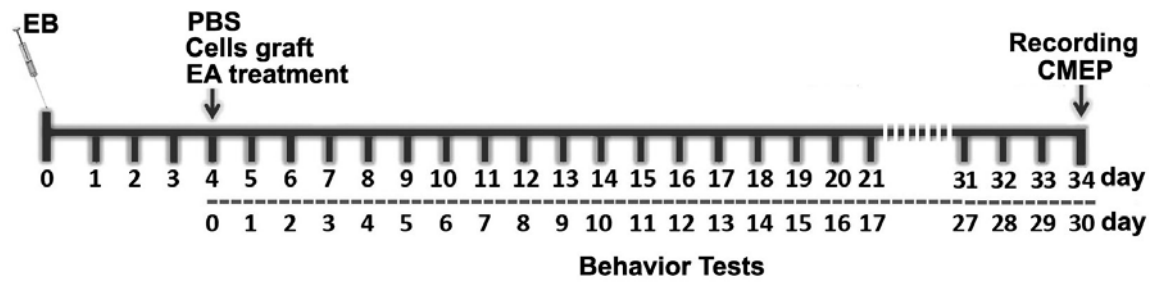 EB
PBS
Cells graft
EA treatment
Recording
CMEP
0 1 2 3 4 5 6 7 8 9 10 11 12 13 14 15 16 17 18 19 20 21 31 32 33 34 day
0 1 2 3 4 5 6 7 8 9 10 11 12 13 14 15 16 17 27 28 29 30 day
Behavior Tests